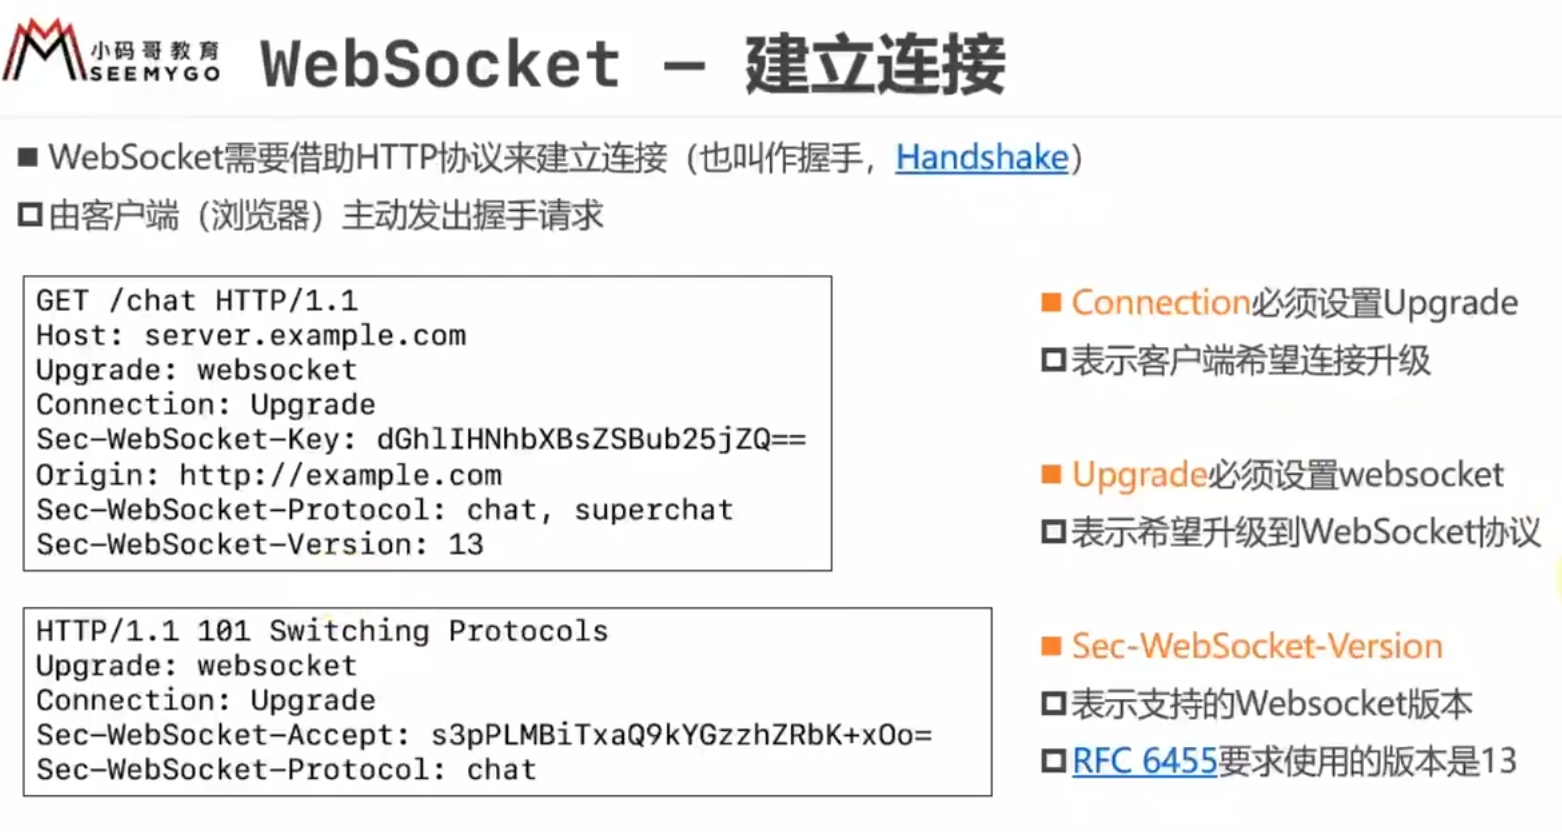 小码哥教育
SEEMYGO
WebSocket – 建立连接
■ WebSocket需要借助HTTP协议来建立连接（也叫作握手，Handshake）
□ 由客户端（浏览器）主动发出握手请求
GET /chat HTTP/1.1
Host: server.example.com
Upgrade: websocket
Connection: Upgrade
Sec-WebSocket-Key: dGhlIHNhbXBsZSBub25jZQ==
Origin: http://example.com
Sec-WebSocket-Protocol: chat, superchat
Sec-WebSocket-Version: 13
HTTP/1.1 101 Switching Protocols
Upgrade: websocket
Connection: Upgrade
Sec-WebSocket-Accept: s3pPLMBiTxaQ9kYGzzhZRbK+xOo=
Sec-WebSocket-Protocol: chat
■ Connection必须设置Upgrade
□ 表示客户端希望连接升级
■ Upgrade必须设置websocket
□ 表示希望升级到WebSocket协议
■ Sec-WebSocket-Version
□ 表示支持的Websocket版本
□ RFC 6455要求使用的版本是13